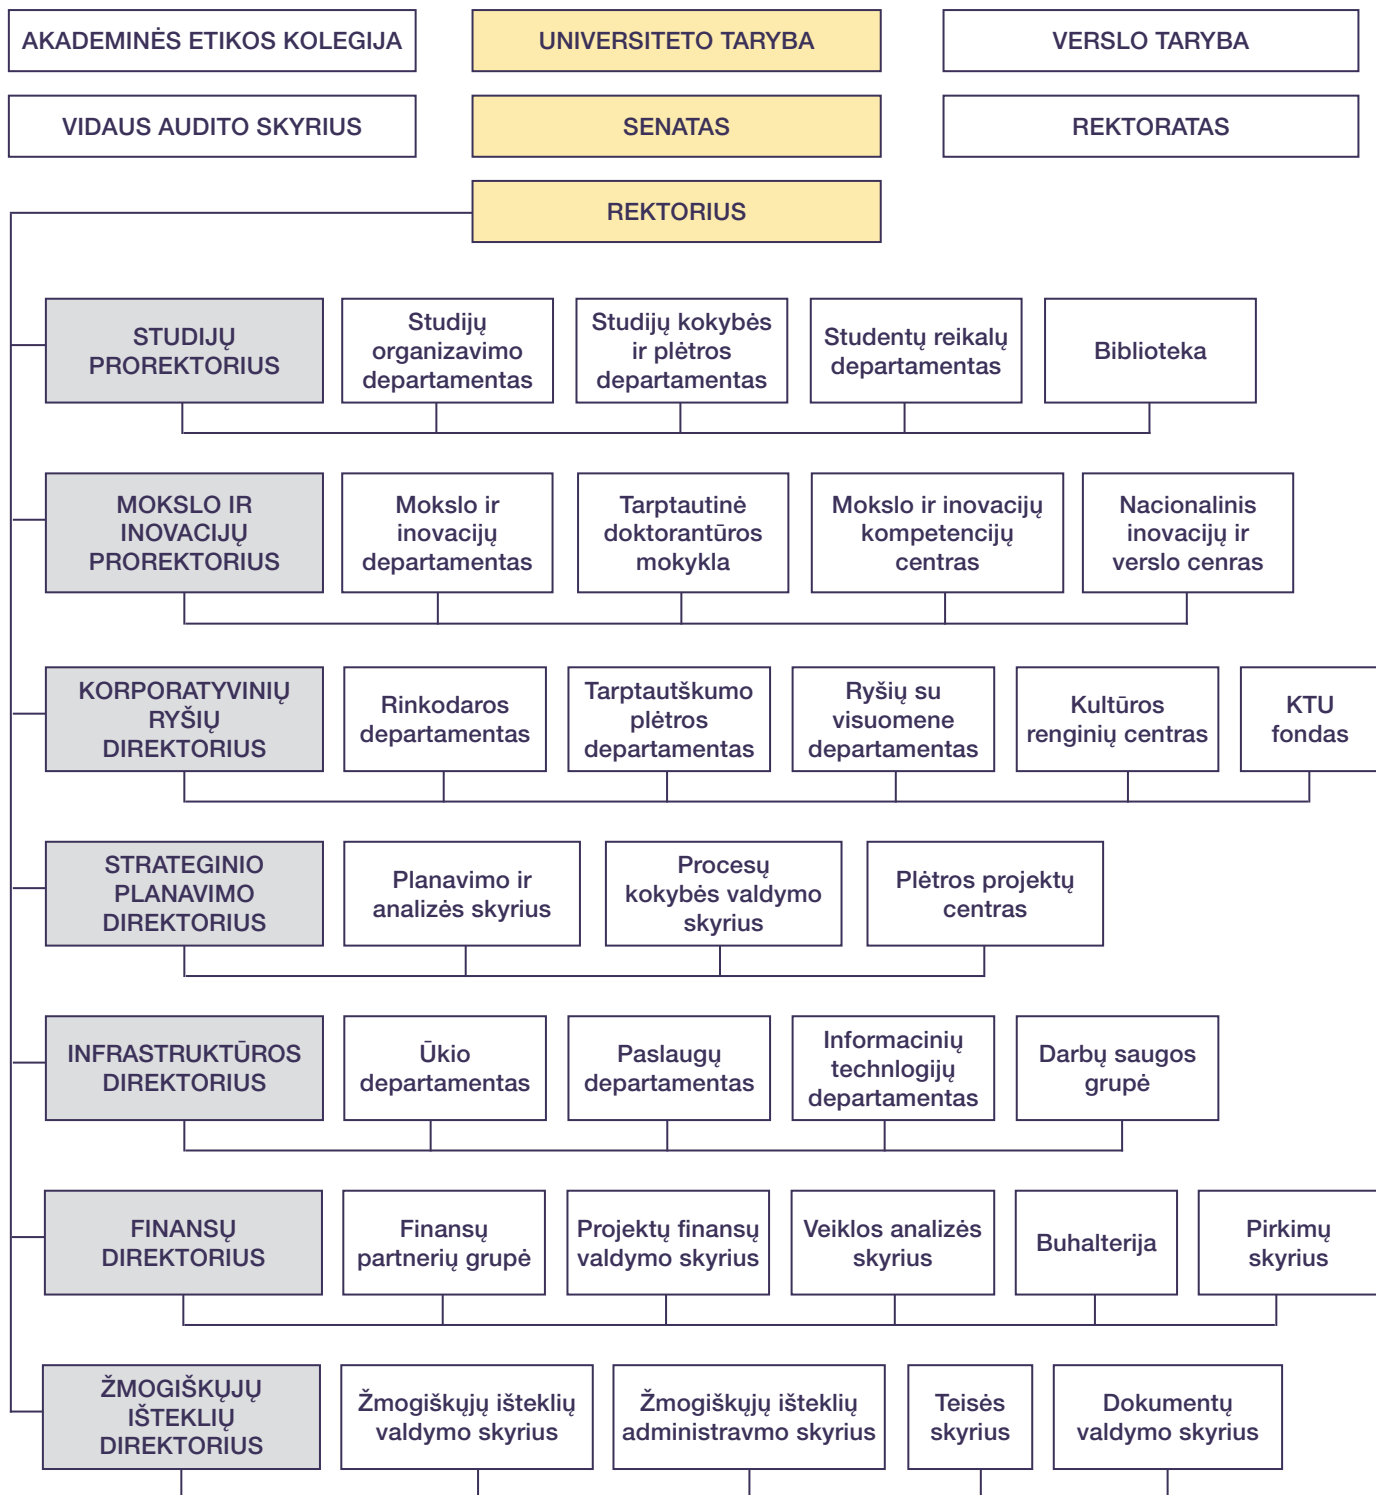 AKADEMINĖS ETIKOS KOLEGIJA
UNIVERSITETO TARYBA
VERSLO TARYBA
VIDAUS AUDITO SKYRIUS
SENATAS
REKTORATAS
REKTORIUS
STUDIJŲ
PROREKTORIUS
Studijų
organizavimo
departamentas
Studijų kokybės
ir plėtros
departamentas
Studentų reikalų
departamentas
Biblioteka
MOKSLO IR
INOVACIJŲ
PROREKTORIUS
Mokslo ir
inovacijų
departamentas
Tarptautinė
doktorantūros
mokykla
Mokslo ir inovacijų
kompetencijų
centras
Nacionalinis
inovacijų ir
verslo cenras
KORPORATYVINIŲ
RYŠIŲ
DIREKTORIUS
Rinkodaros
departamentas
Tarptautškumo
plėtros
departamentas
Ryšių su
visuomene
departamentas
Kultūros
renginių centras
KTU
fondas
STRATEGINIO
PLANAVIMO
DIREKTORIUS
Planavimo ir
analizės skyrius
Procesų
kokybės valdymo
skyrius
Plėtros projektų
centras
INFRASTRUKTŪROS
DIREKTORIUS
Ūkio
departamentas
Paslaugų
departamentas
Informacinių
technlogijų
departamentas
Darbų saugos
grupė
FINANSŲ
DIREKTORIUS
Finansų
partnerių grupė
Projektų finansų
valdymo skyrius
Veiklos analizės
skyrius
Buhalterija
Pirkimų
skyrius
ŽMOGIŠKŲJŲ
IŠTEKLIŲ
DIREKTORIUS
Žmogiškųjų išteklių
valdymo skyrius
Žmogiškųjų išteklių
administravmo skyrius
Teisės
skyrius
Dokumentų
valdymo skyrius